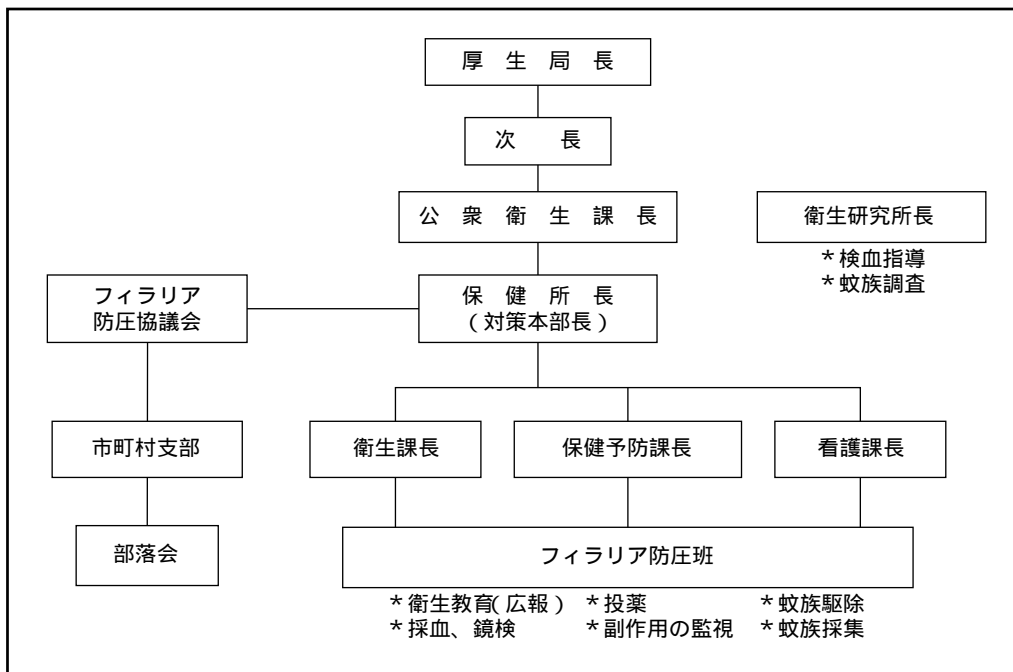 厚 生 局 長
次 長
公 衆 衛 生 課 長
衛生研究所長
*検血指導
*蚊族調査
フィラリア
防圧協議会
保 健 所 長
(対策本部長)
市町村支部
衛生課長
保健予防課長
看護課長
部落会
フィラリア防圧班
*衛生教育(広報) *投薬 *蚊族駆除
*採血、鏡検 *副作用の監視 *蚊族採集